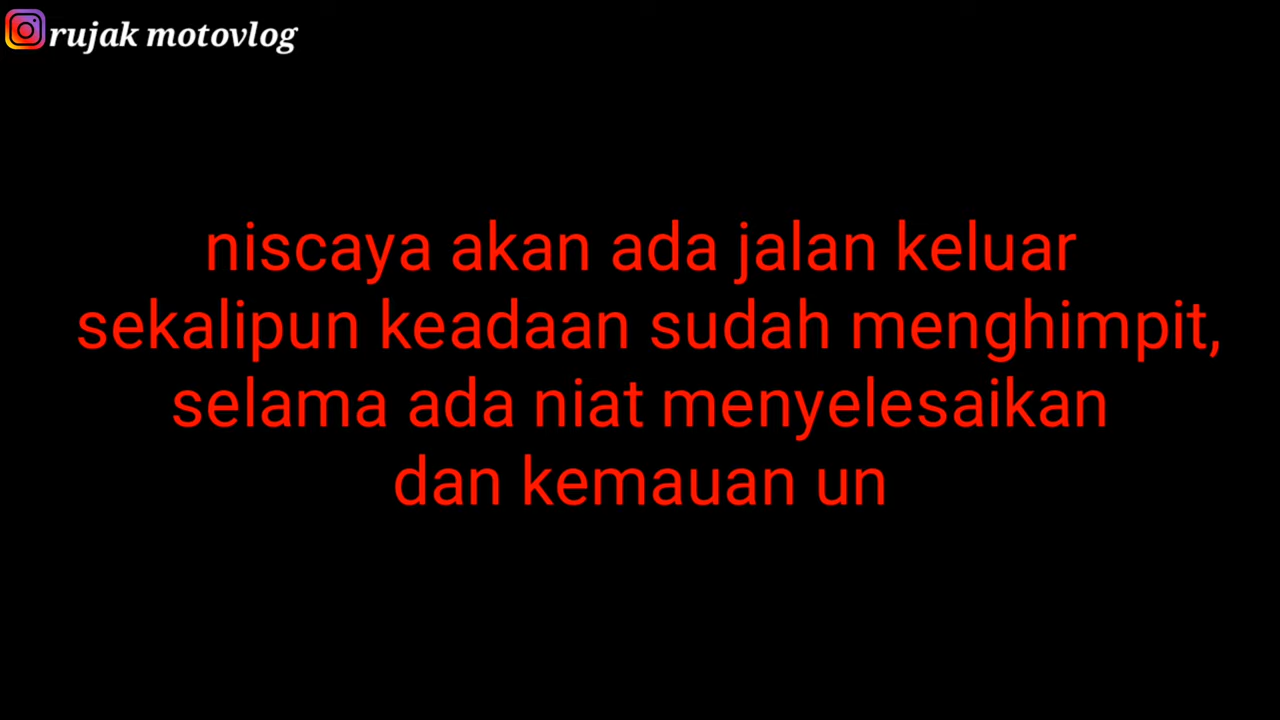 rujak motovlog
niscaya akan ada jalan keluar
sekalipun keadaan sudah menghimpit,
selama ada niat menyelesaikan
dan kemauan un